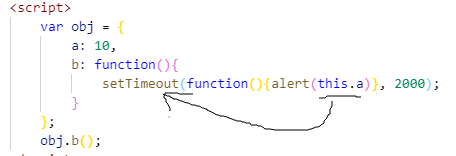 <script>
var obj = {
a: 10,
b: function(){
setTimeout(function(){alert(this.a)}, 2000);
}
};
obj.b();